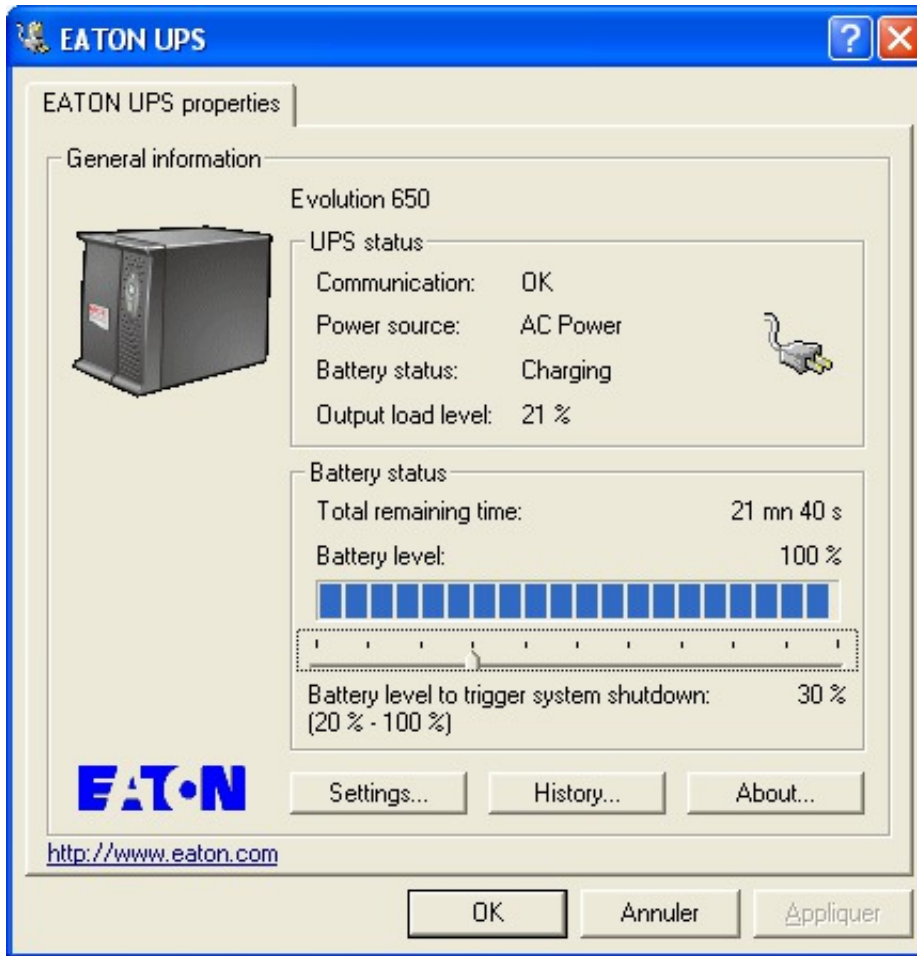 EATON UPS
EATON UPS properties
General information
Evolution 650
UPS status
Communication: OK
Power source: AC Power
Battery status: Charging
Output load level: 21 %
Battery status
Total remaining time: 21 mn 40 s
Battery level: 100 %
Battery level to trigger system shutdown: 30 %
(20 % - 100 %)
EATON
Settings... History... About...
http://www.eaton.com
OK Annuler Appliquer